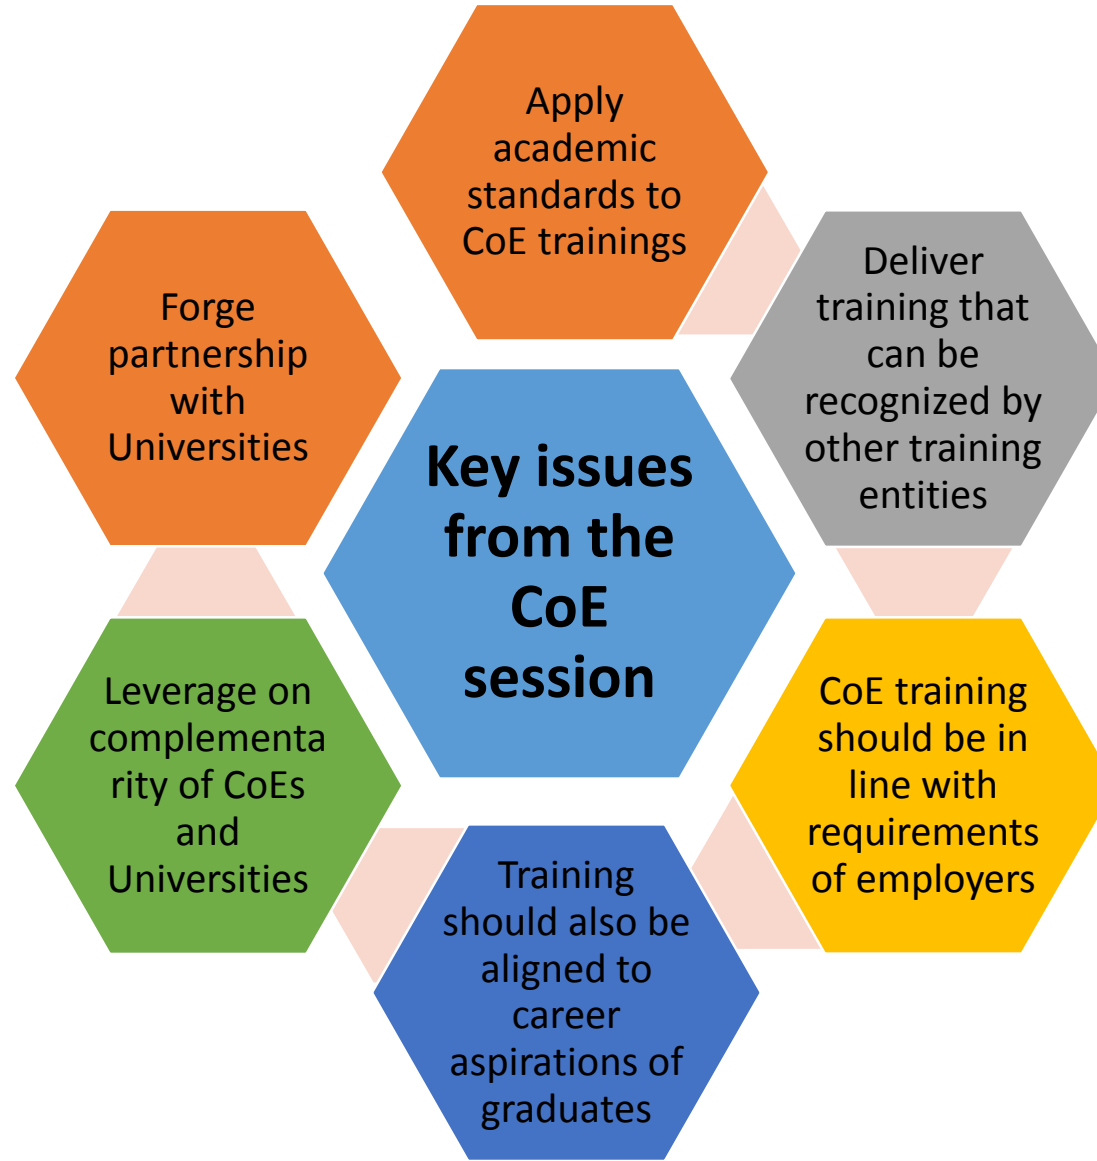 Apply
academic
standards to
CoE trainings
Deliver
training that
can be
recognized by
other training
entities
CoE training
should be in
line with
requirements
of employers
Training
should also be
aligned to
career
aspirations of
graduates
Leverage on
complementa
rity of CoEs
and
Universities
Forge
partnership
with
Universities
Key issues
from the
CoE
session